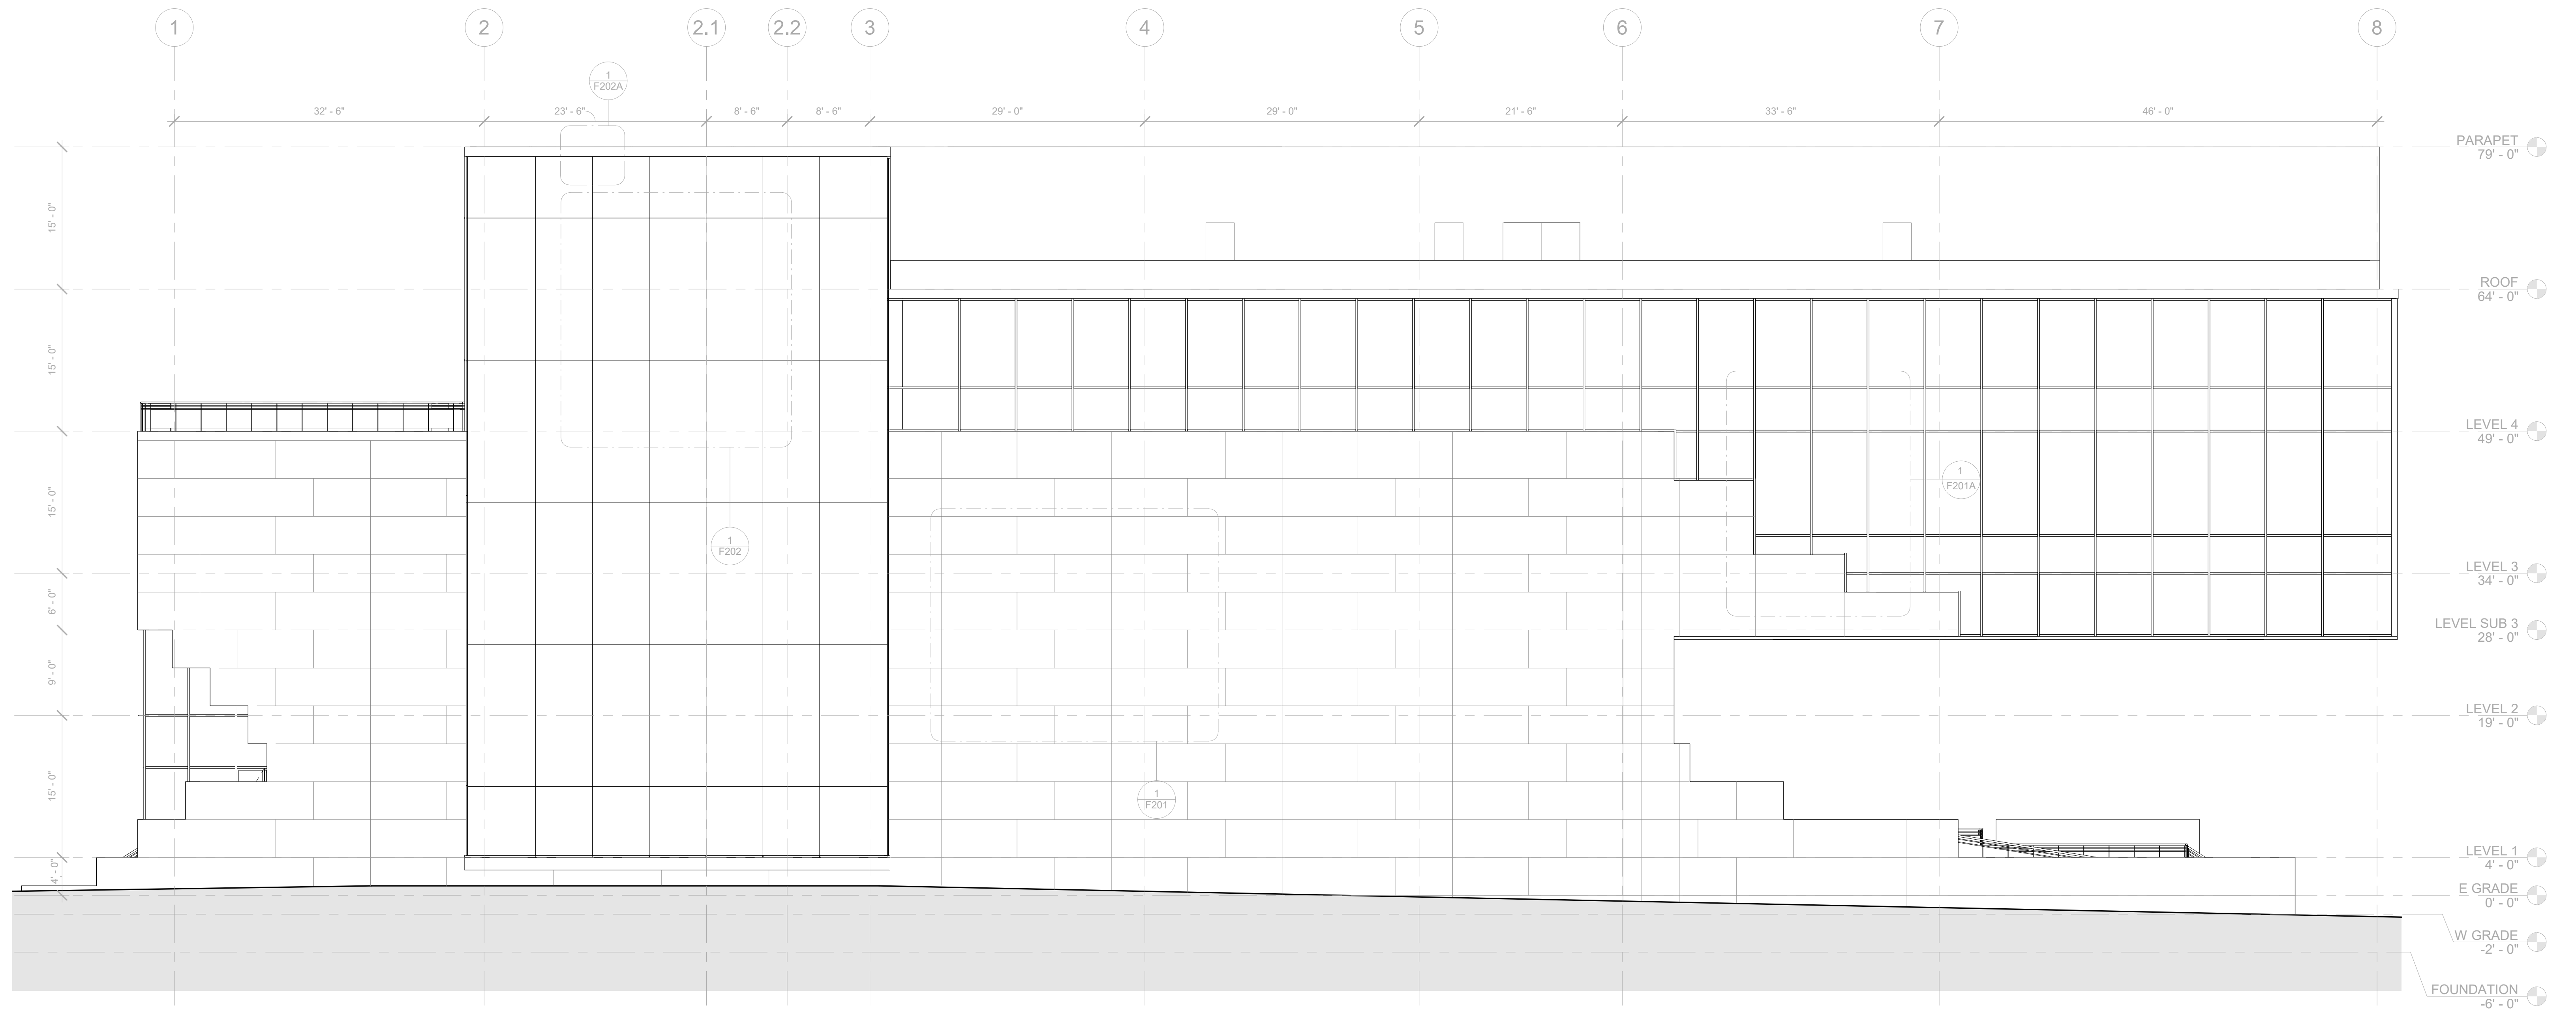 1 2 2.1 2.2 3 4 5 6 7 8
1
F202A
32' - 6" 23' - 6" 8' - 6" 8' - 6" 29' - 0" 29' - 0" 21' - 6" 33' - 6" 46' - 0"
PARAPET
79' - 0"
15' - 0"
ROOF
64' - 0"
15' - 0"
LEVEL 4
49' - 0"
15' - 0"
1
F201A
1
F202
LEVEL 3
34' - 0"
6' - 0"
LEVEL SUB 3
28' - 0"
9' - 0"
LEVEL 2
19' - 0"
15' - 0"
1
F201
LEVEL 1
4' - 0"
4' - 0"
E GRADE
0' - 0"
W GRADE
-2' - 0"
FOUNDATION
-6' - 0"